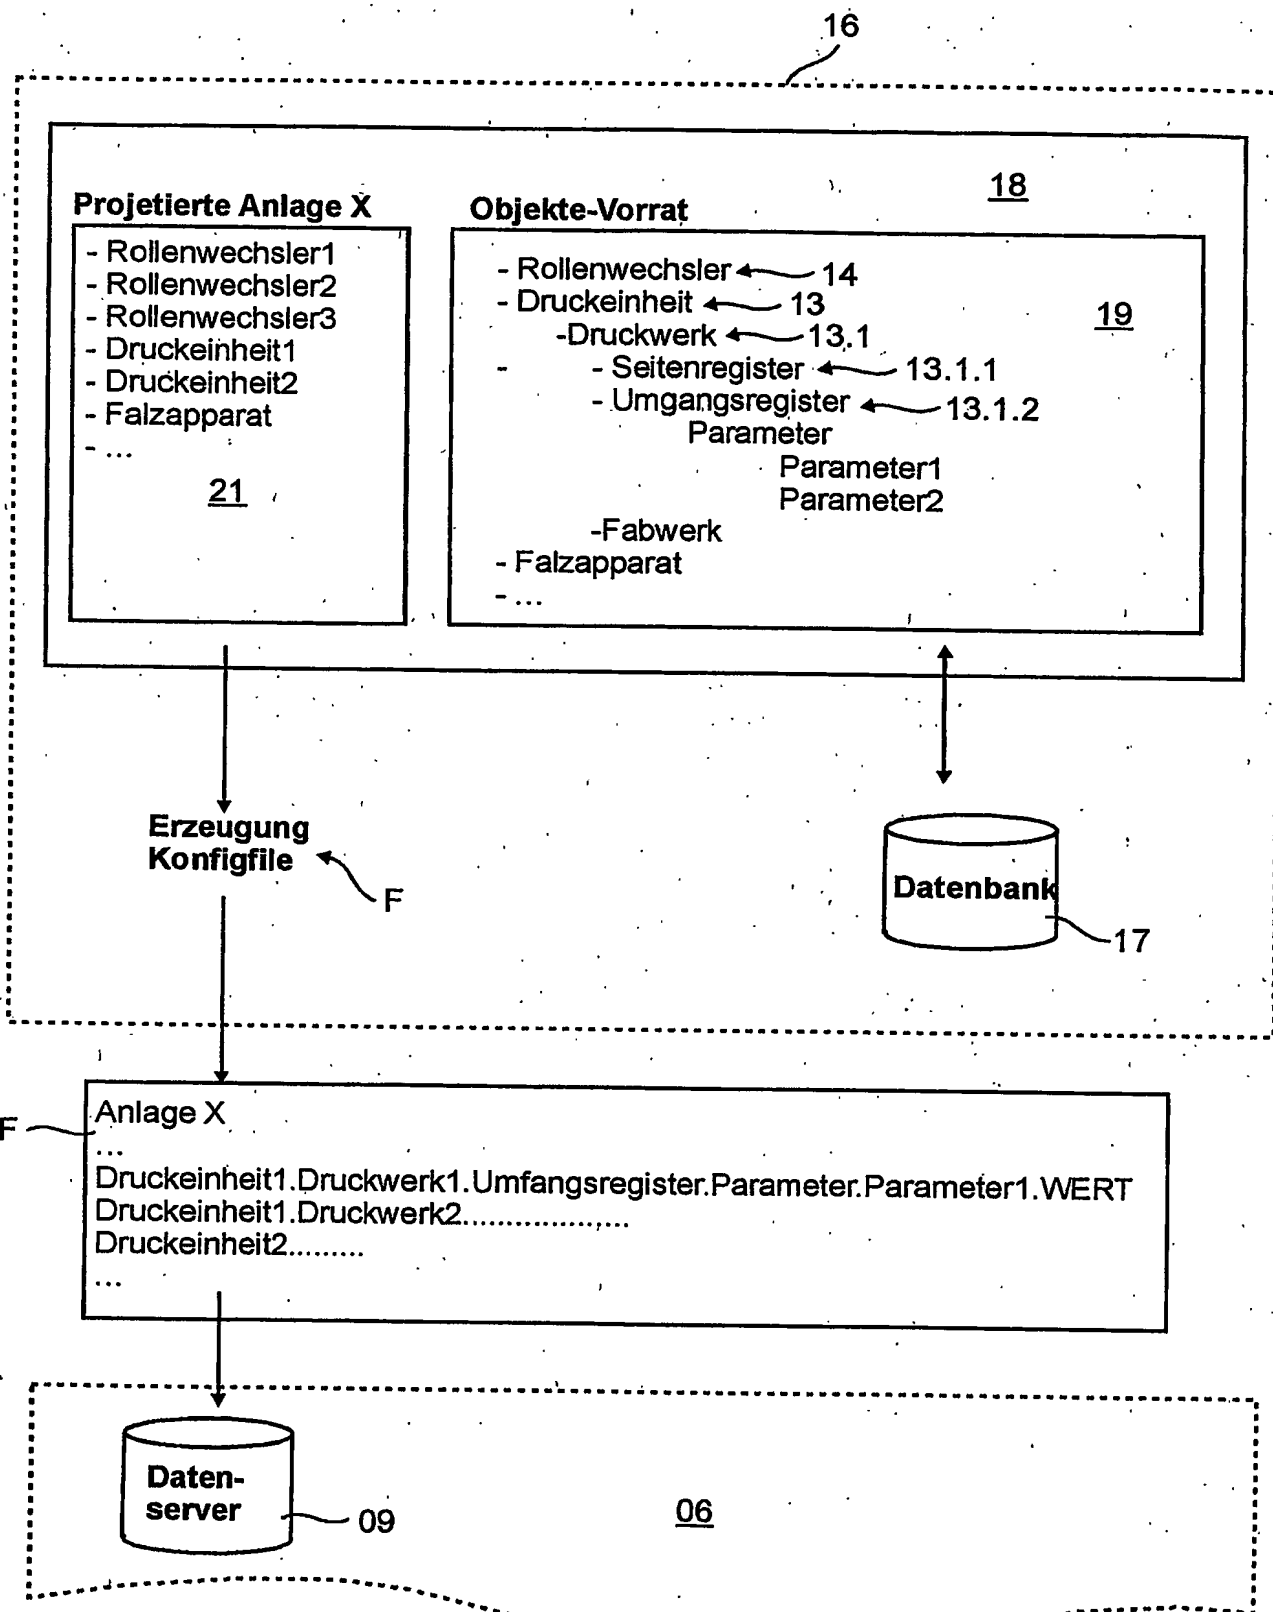 16
18
Projetierte Anlage X
- Rollenwechsler1
- Rollenwechsler2
- Rollenwechsler3
- Druckeinheit1
- Druckeinheit2
- Falzapparat
- ...
21
Objekte-Vorrat
- Rollenwechsler 14
- Druckeinheit 13
19
-Druckwerk 13.1
- - Seitenregister 13.1.1
- Umgangsregister 13.1.2
Parameter
Parameter1
Parameter2
-Fabwerk
- Falzapparat
- ...
Erzeugung
Konfigfile
F
Datenbank
17
F
Anlage X
...
Druckeinheit1.Druckwerk1.Umfangsregister.Parameter.Parameter1.WERT
Druckeinheit1.Druckwerk2...................
Druckeinheit2.........
...
Daten-
server
09
06